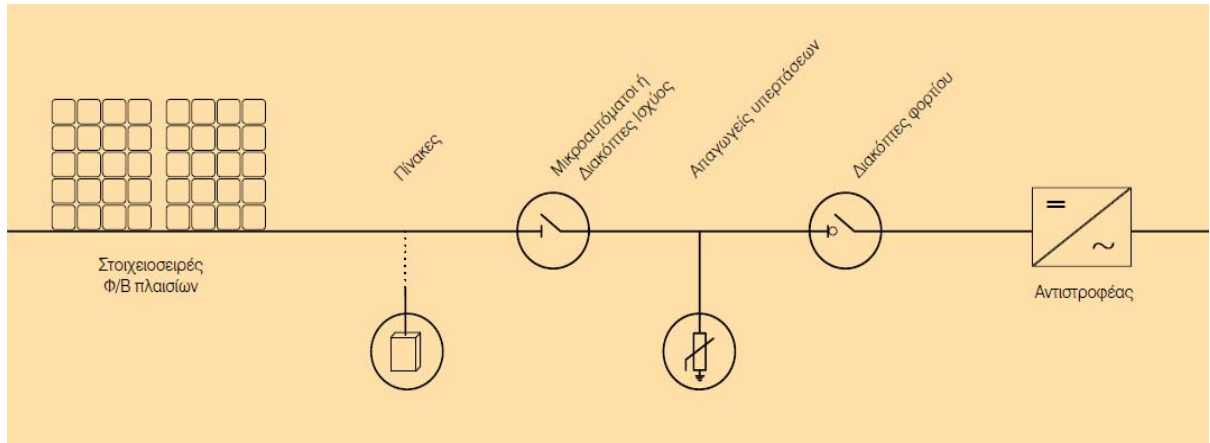 Πίνακες
Μικροαυτόματοι ή
Διακόπτες Ισχύος
Απαγωγείς υπερτάσεων
Διακόπτες φορτίου
Στοιχειοσειρές
Φ/Β πλαισίων
Αντιστροφέας